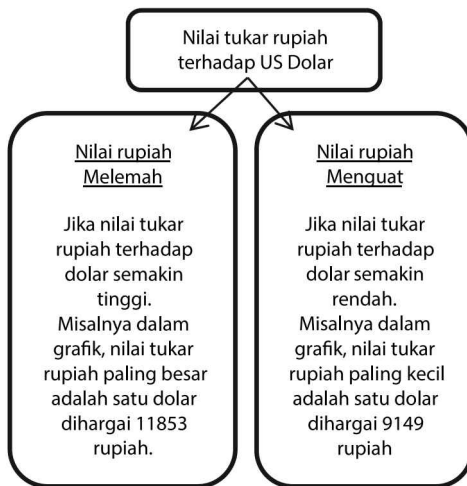 Nilai tukar rupiah
terhadap US Dolar
Nilai rupiah
Melemah
Jika nilai tukar
rupiah terhadap
dolar semakin
tinggi.
Misalnya dalam
grafik, nilai tukar
rupiah paling besar
adalah satu dolar
dihargai 11853
rupiah.
Nilai rupiah
Menguat
Jika nilai tukar
rupiah terhadap
dolar semakin
rendah.
Misalnya dalam
grafik, nilai tukar
rupiah paling kecil
adalah satu dolar
dihargai 9149
rupiah